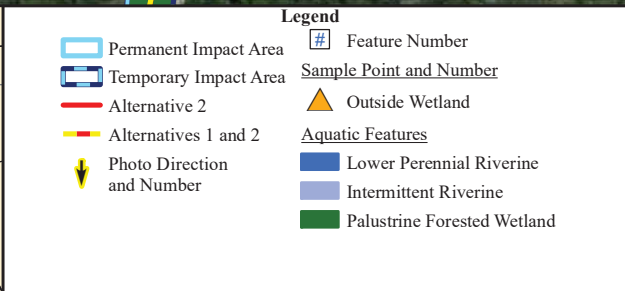 Legend
Permanent Impact Area
Temporary Impact Area
Alternative 2
Alternatives 1 and 2
Photo Direction
and Number
# Feature Number
Sample Point and Number
Outside Wetland
Aquatic Features
Lower Perennial Riverine
Intermittent Riverine
Palustrine Forested Wetland